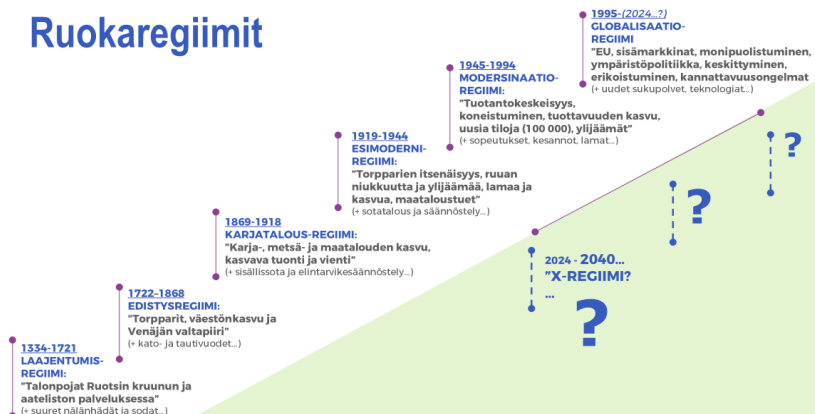 Ruokaregiimit
1995-(2024...?)
GLOBALISAATIO-
REGIIMI
"EU, sisämarkkinat, monipuolistuminen,
ympäristöpolitiikka, keskittyminen,
erikoistuminen, kannattavuusongelmat
(+ uudet sukupolvet, teknologiat...)
1945-1994
MODERSINAATIO-
REGIIMI:
"Tuotantokeskeisyys,
koneistuminen, tuottavuuden kasvu,
uusia tiloja (100 000), ylijäämät"
(+ sopeutukset, kesannot, lamat...)
1919-1944
ESIMODERNI-
REGIIMI:
"Torpparien itsenäisyys, ruuan
niukkuutta ja ylijäämää, lamaa ja
kasvua, maataloustuet"
(+ sotatalous ja säännöstely...)
1869-1918
KARJATALOUS-REGIIMI:
"Karja-, metsä- ja maatalouden kasvu,
kasvava tuonti ja vienti"
(+ sisällissota ja elintarvikesäännöstely...)
1722–1868
EDISTYSREGIIMI:
"Torpparit, väestönkasvu ja
Venäjän valtapiiri"
(+ kato- ja tautivuodet...)
1334-1721
LAAJENTUMIS-
REGIIMI:
"Talonpojat Ruotsin kruunun ja
aateliston palveluksessa"
(+ suuret nälänhädät ja sodat...)
2024 - 2040...
"X-REGIIMI?
...
?
?
?